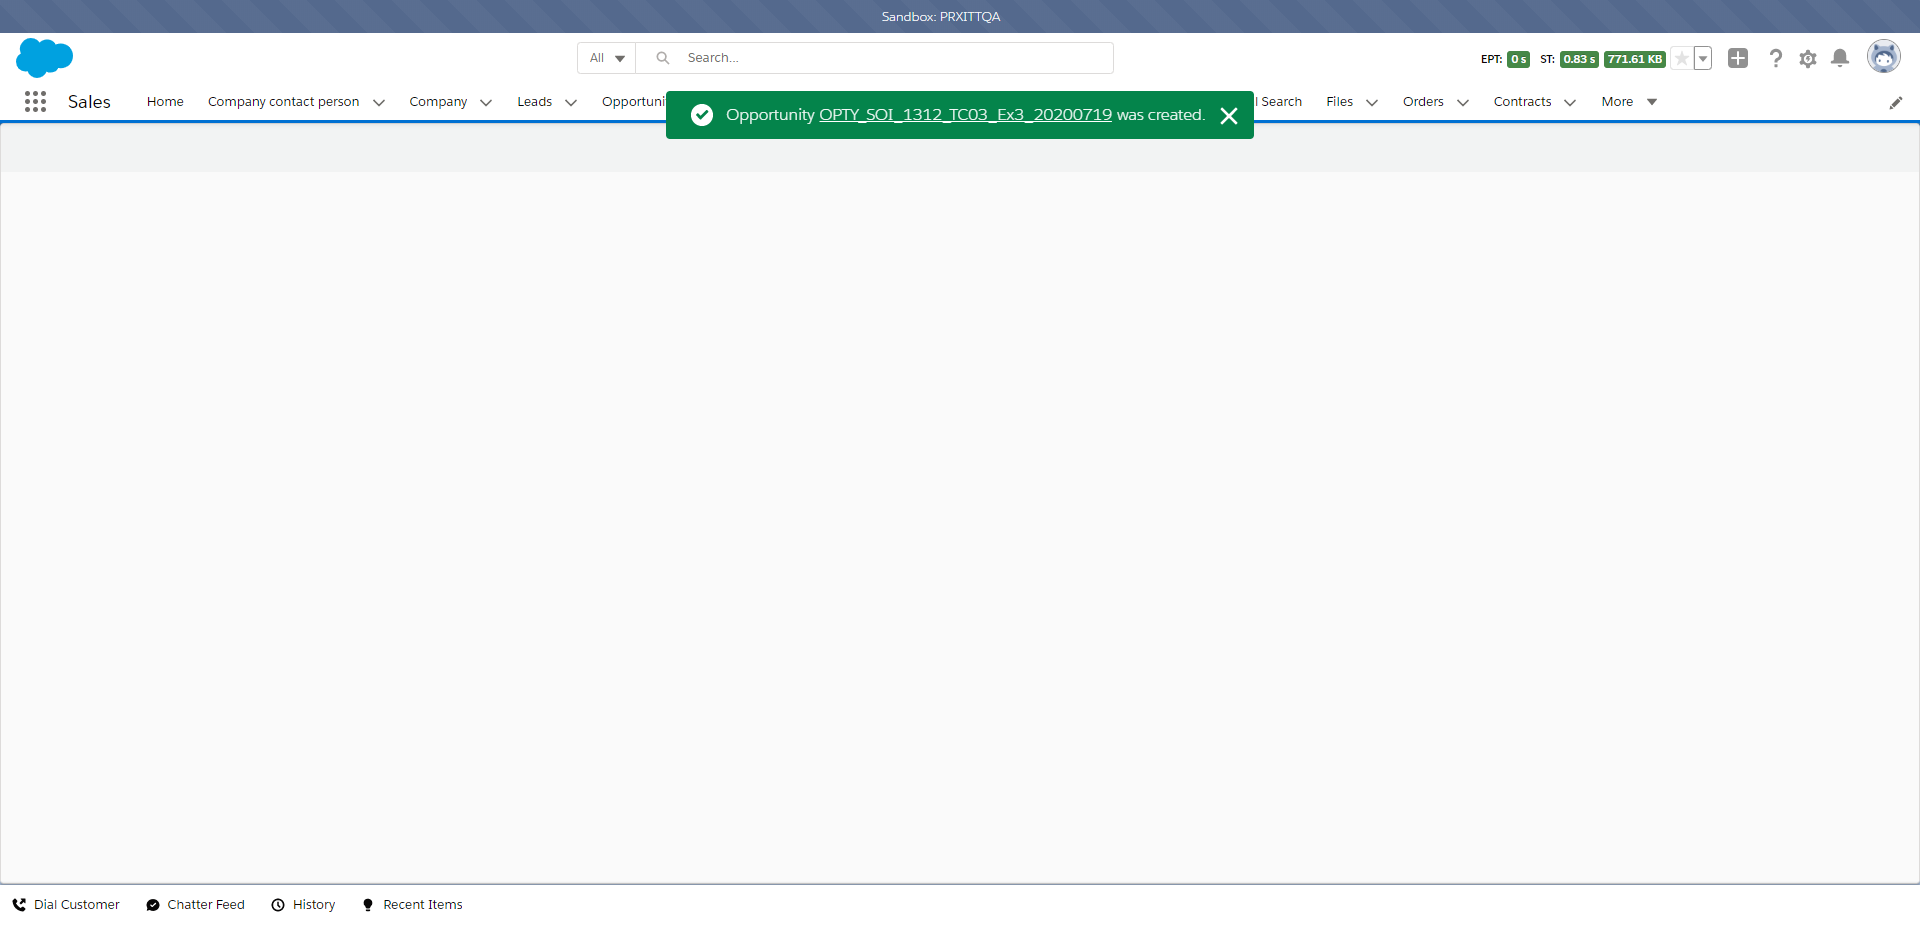 Sandbox: PRXITTQA
All Search...
EPT: 0 s ST: 0.83 s 771.61 KB
Sales Home Company contact person Company Leads Opportuni l Search Files Orders Contracts More
Opportunity OPTY_SOI_1312_TC03_Ex3_20200719 was created.
Dial Customer Chatter Feed History Recent Items